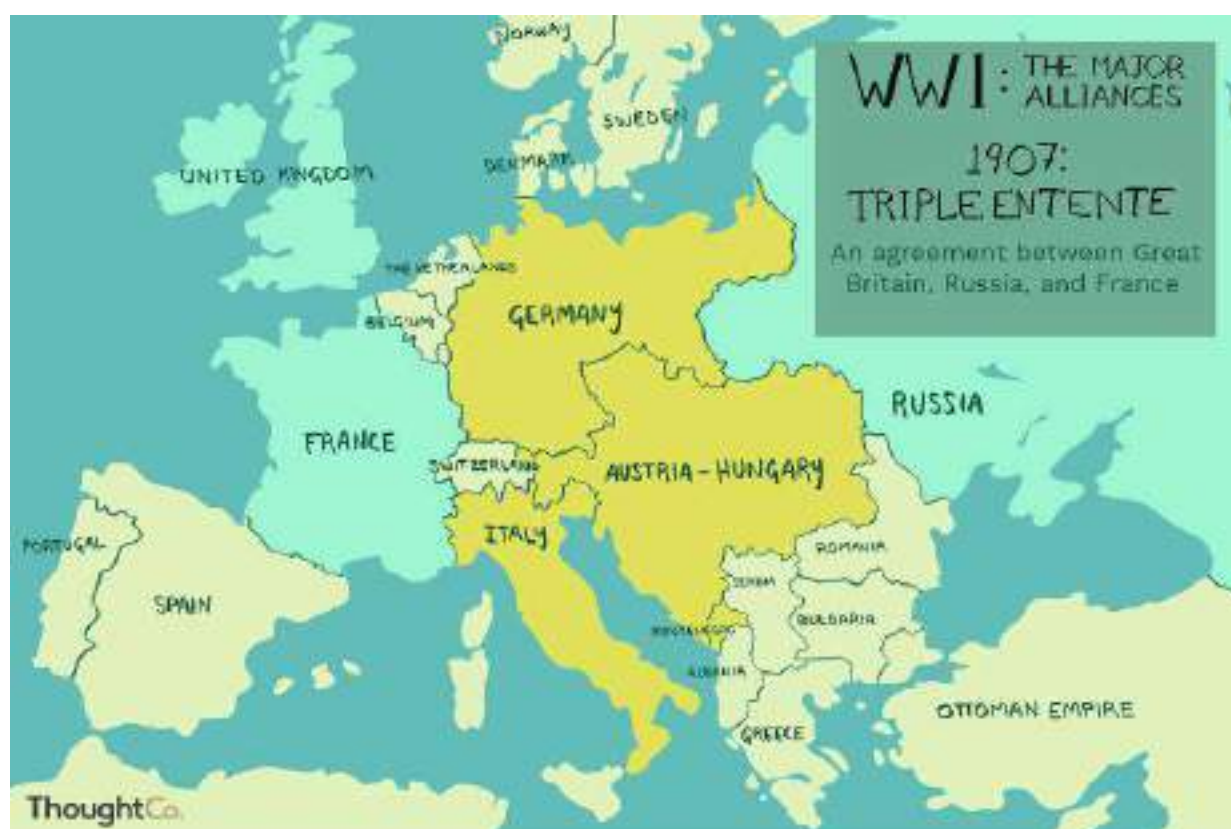 NORWAY
WWI: THE MAJOR
ALLIANCES
1907:
TRIPLE ENTENTE
An agreement between Great
Britain, Russia, and France
SWEDEN
DENMARK
UNITED KINGDOM
THE NETHERLANDS
BELGIUM
GERMANY
RUSSIA
FRANCE
SWITZERLAND
AUSTRIA-HUNGARY
ITALY
PORTUGAL
SPAIN
ROMANIA
SERBIA
BULGARIA
MONTENEGRO
ALBANIA
GREECE
OTTOMAN EMPIRE
ThoughtCo.